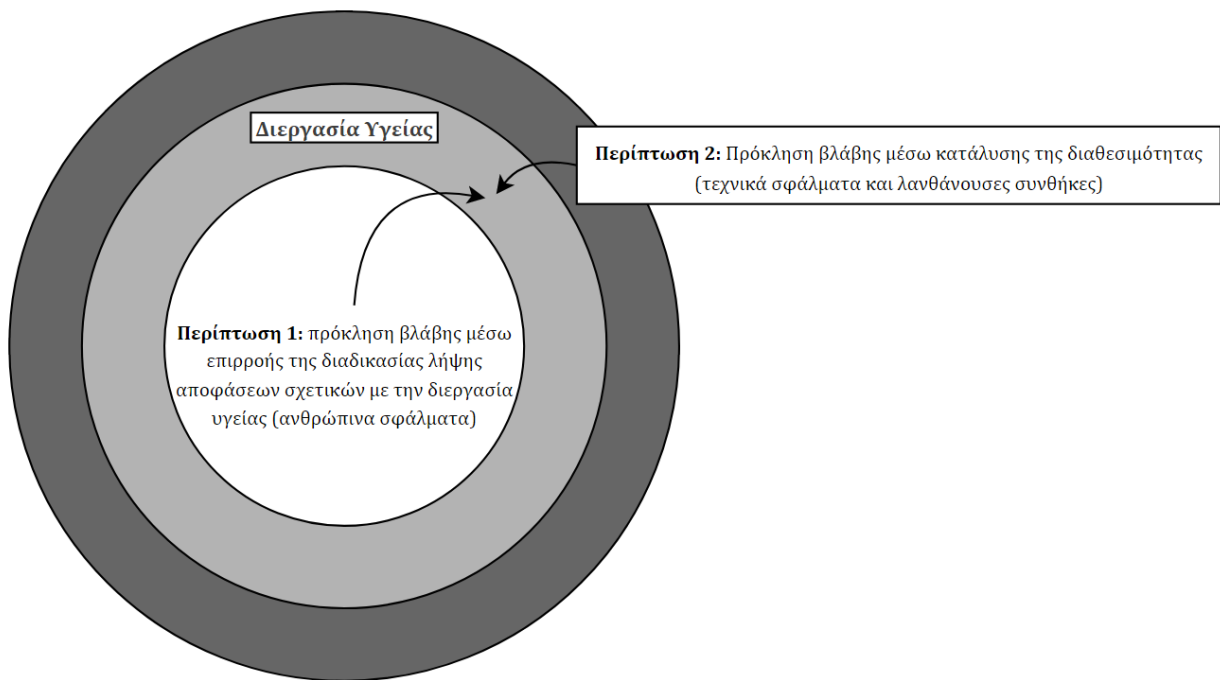 Διεργασία Υγείας
Περίπτωση 2: Πρόκληση βλάβης μέσω κατάλυσης της διαθεσιμότητας
(τεχνικά σφάλματα και λανθάνουσες συνθήκες)
Περίπτωση 1: πρόκληση βλάβης μέσω
επιρροής της διαδικασίας λήψης
αποφάσεων σχετικών με την διεργασία
υγείας (ανθρώπινα σφάλματα)